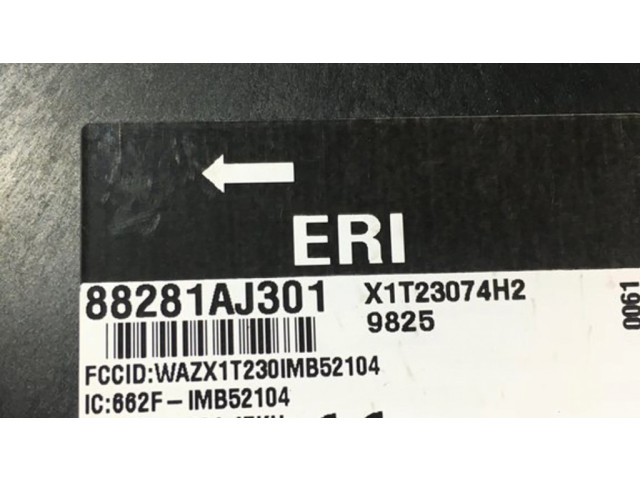 ERI
88281AJ301 X1T23074H2
9825
0061
FCCID:WAZX1T230IMB52104
IC:662F-IMB52104